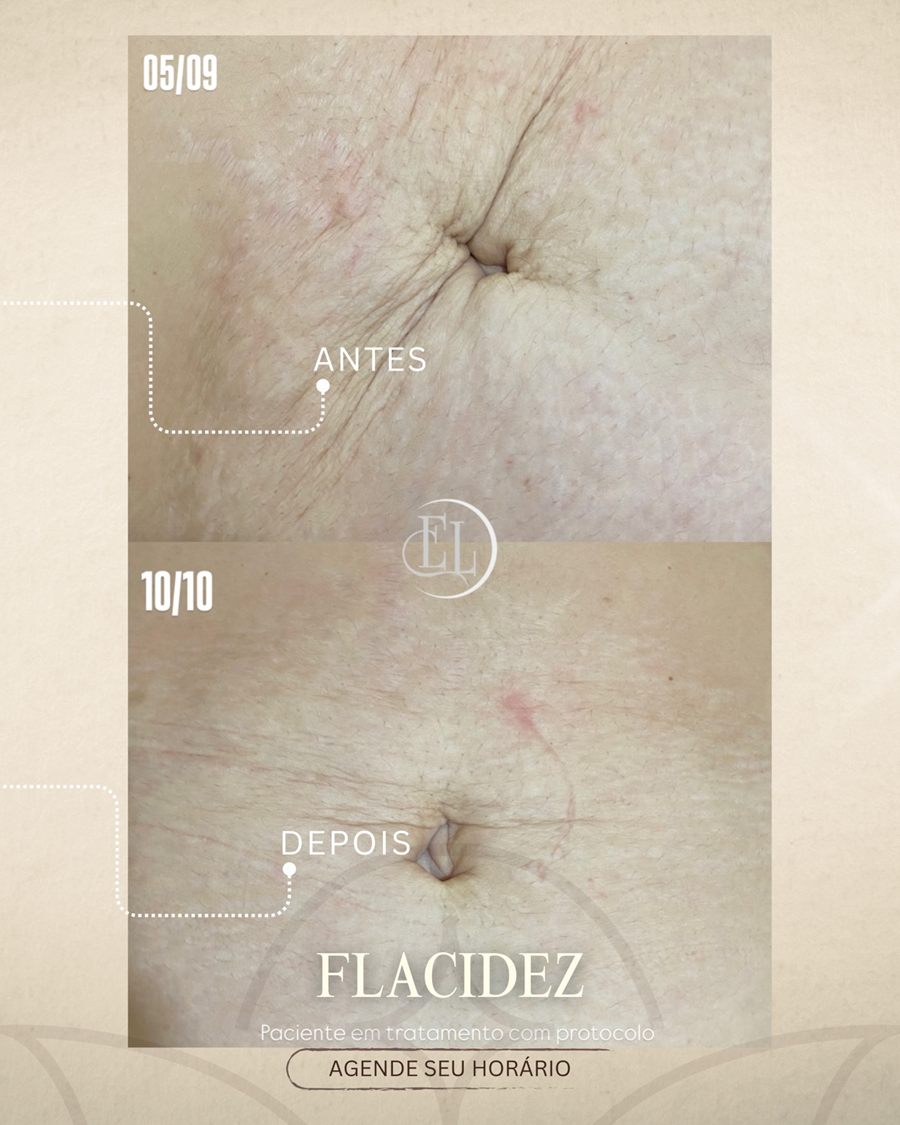 05/09
ANTES
EL
10/10
DEPOIS
FLACIDEZ
Paciente em tratamento com protocolo
AGENDE SEU HORÁRIO